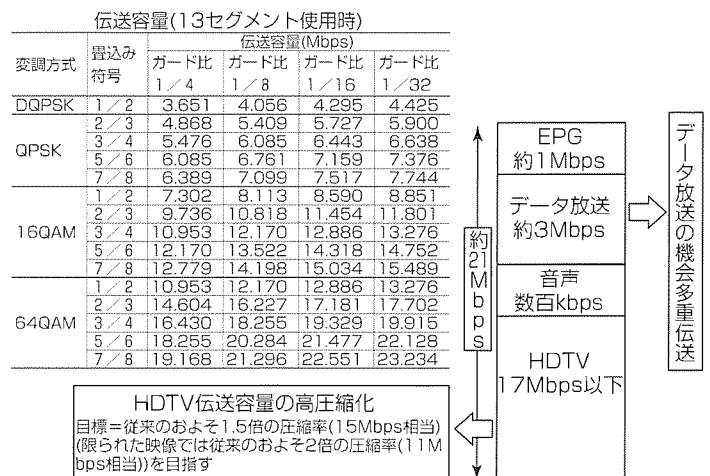 伝送容量(13セグメント使用時)
変調方式 畳込み符号 伝送容量(Mbps)
ガード比 1/4 ガード比 1/8 ガード比 1/16 ガード比 1/32
DQPSK 1/2 3.651 4.056 4.295 4.425
QPSK 2/3 4.868 5.409 5.727 5.900
3/4 5.476 6.085 6.443 6.638
5/6 6.085 6.761 7.159 7.376
7/8 6.389 7.099 7.517 7.744
16QAM 1/2 7.302 8.113 8.590 8.851
2/3 9.736 10.818 11.454 11.801
3/4 10.953 12.170 12.886 13.276
5/6 12.170 13.522 14.318 14.752
7/8 12.779 14.198 15.034 15.489
64QAM 1/2 10.953 12.170 12.886 13.276
2/3 14.604 16.227 17.181 17.702
3/4 16.430 18.255 19.329 19.915
5/6 18.255 20.284 21.477 22.128
7/8 19.168 21.296 22.551 23.234
約21Mbps
EPG
約1Mbps
データ放送
約3Mbps
音声
数百kbps
HDTV
17Mbps以下
データ放送の機会多重伝送
HDTV伝送容量の高圧縮化
目標=従来のおよそ1.5倍の圧縮率(15Mbps相当)
(限られた映像では従来のおよそ2倍の圧縮率(11M
bps相当))を目指す